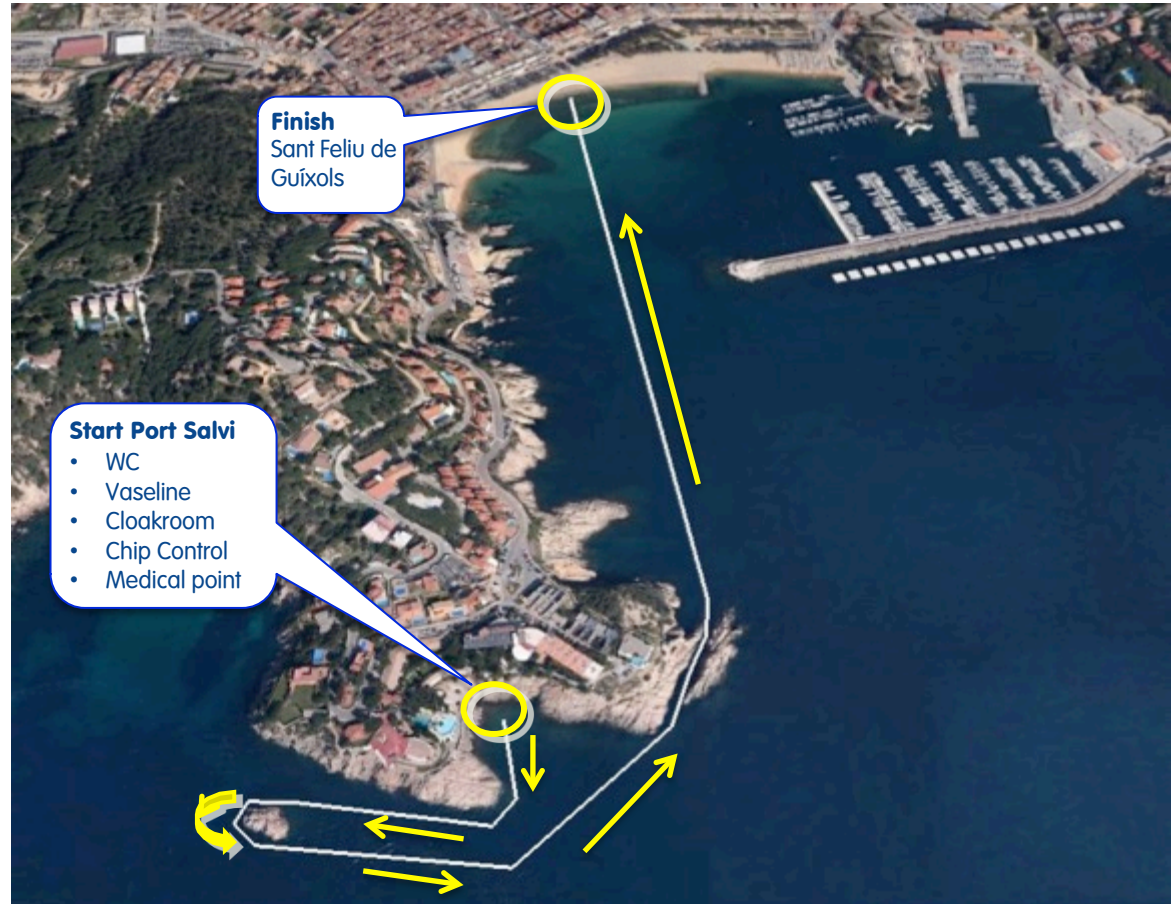 Finish
Sant Feliu de
Guíxols
Start Port Salvi
• WC
• Vaseline
• Cloakroom
• Chip Control
• Medical point